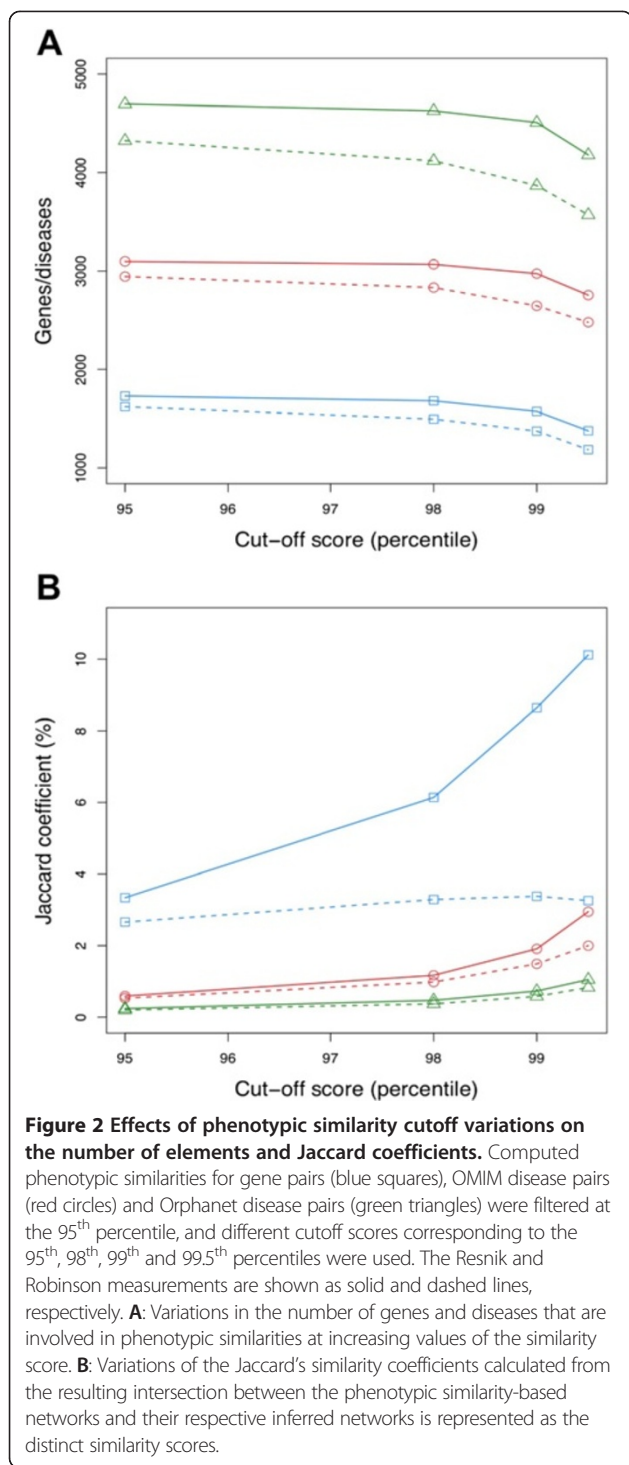 A
5000
4000
3000
2000
1000
Genes/diseases
95 96 97 98 99
Cut-off score (percentile)
B
10
8
6
4
2
0
Jaccard coefficient (%)
95 96 97 98 99
Cut-off score (percentile)
Figure 2 Effects of phenotypic similarity cutoff variations on
the number of elements and Jaccard coefficients. Computed
phenotypic similarities for gene pairs (blue squares), OMIM disease pairs
(red circles) and Orphanet disease pairs (green triangles) were filtered at
the 95th percentile, and different cutoff scores corresponding to the
95th, 98th, 99th and 99.5th percentiles were used. The Resnik and
Robinson measurements are shown as solid and dashed lines,
respectively. A: Variations in the number of genes and diseases that are
involved in phenotypic similarities at increasing values of the similarity
score. B: Variations of the Jaccard's similarity coefficients calculated from
the resulting intersection between the phenotypic similarity-based
networks and their respective inferred networks is represented as the
distinct similarity scores.